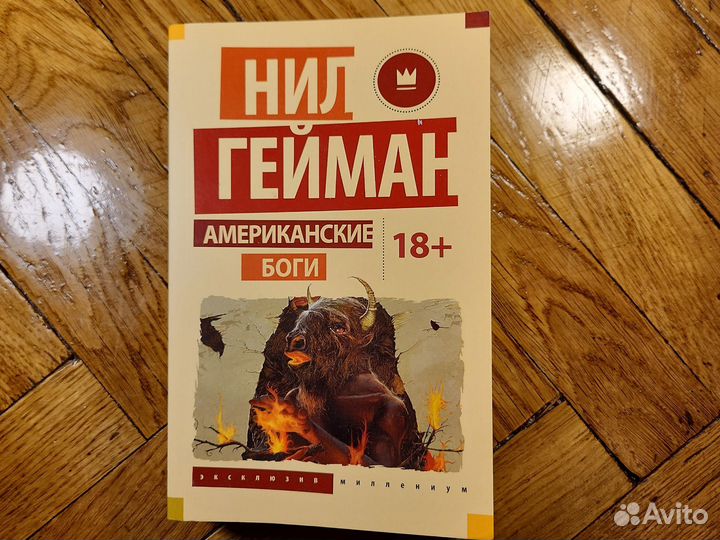 НИЛ
ГЕЙМАН
АМЕРИКАНСКИЕ
БОГИ
18+
эксклюзив миллениум
Avito